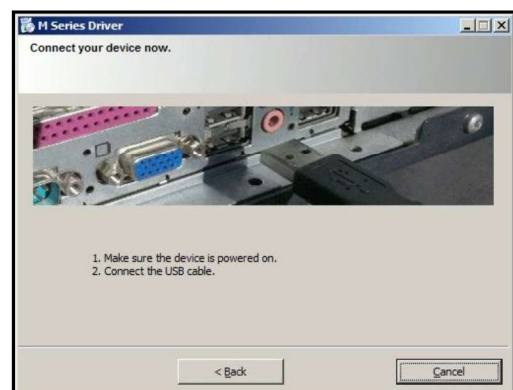 M Series Driver
Connect your device now.
1. Make sure the device is powered on.
2. Connect the USB cable.
< Back
Cancel